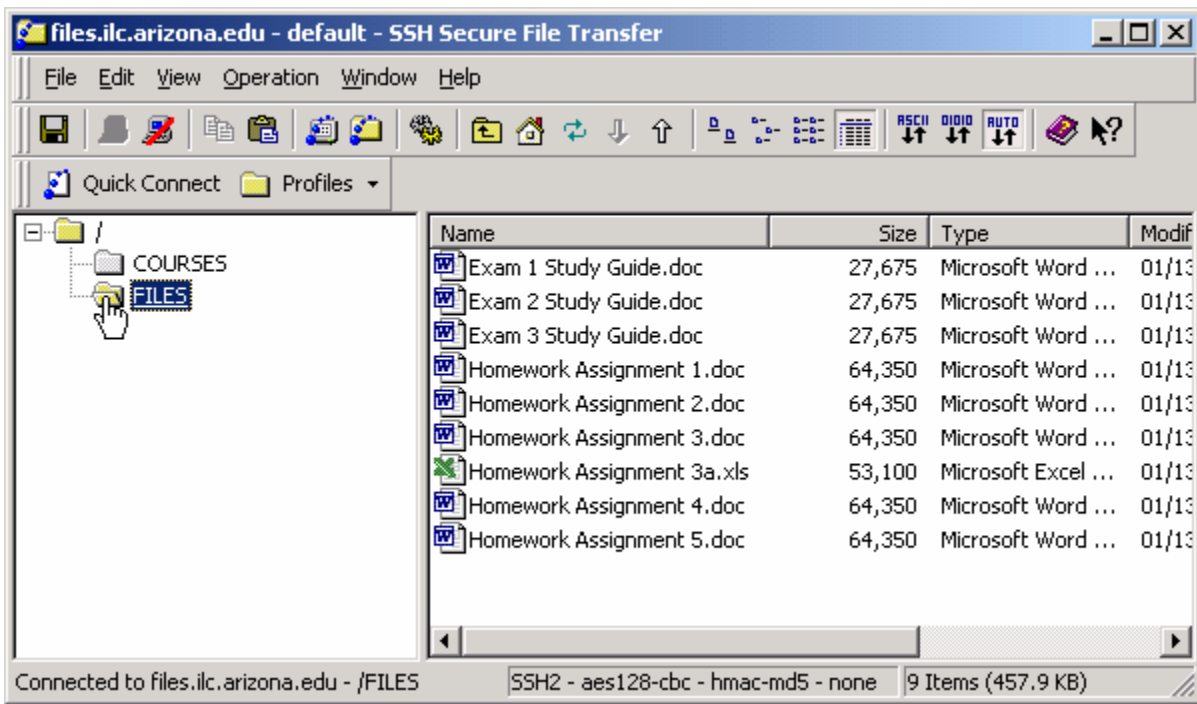 files.ilc.arizona.edu - default - SSH Secure File Transfer
File Edit View Operation Window Help
ASCII 01010 AUTO
Quick Connect Profiles
/
COURSES
FILES
Name Size Type Modif
Exam 1 Study Guide.doc 27,675 Microsoft Word ... 01/13
Exam 2 Study Guide.doc 27,675 Microsoft Word ... 01/13
Exam 3 Study Guide.doc 27,675 Microsoft Word ... 01/13
Homework Assignment 1.doc 64,350 Microsoft Word ... 01/13
Homework Assignment 2.doc 64,350 Microsoft Word ... 01/13
Homework Assignment 3.doc 64,350 Microsoft Word ... 01/13
Homework Assignment 3a.xls 53,100 Microsoft Excel ... 01/13
Homework Assignment 4.doc 64,350 Microsoft Word ... 01/13
Homework Assignment 5.doc 64,350 Microsoft Word ... 01/13
Connected to files.ilc.arizona.edu - /FILES SSH2 - aes128-cbc - hmac-md5 - none 9 Items (457.9 KB)